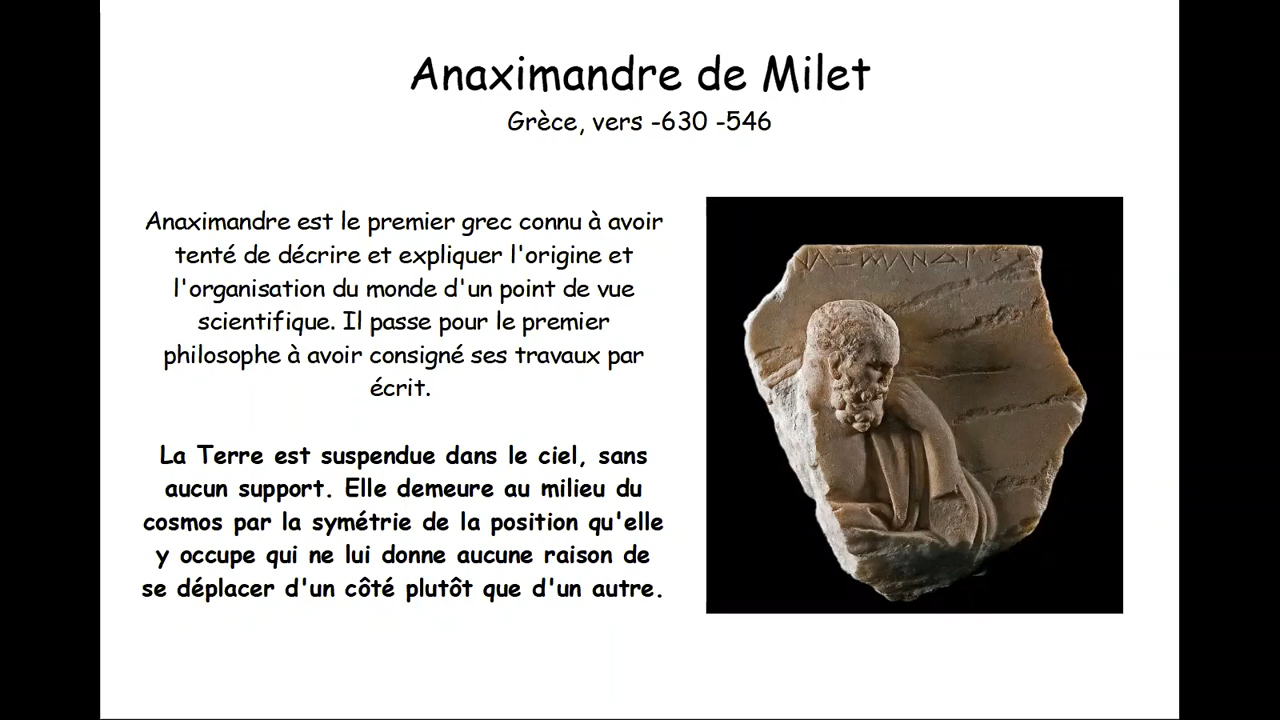 Anaximandre de Milet
Grèce, vers -630 -546
Anaximandre est le premier grec connu à avoir
tenté de décrire et expliquer l'origine et
l'organisation du monde d'un point de vue
scientifique. Il passe pour le premier
philosophe à avoir consigné ses travaux par
écrit.
La Terre est suspendue dans le ciel, sans
aucun support. Elle demeure au milieu du
cosmos par la symétrie de la position qu'elle
y occupe qui ne lui donne aucune raison de
se déplacer d'un côté plutôt que d'un autre.